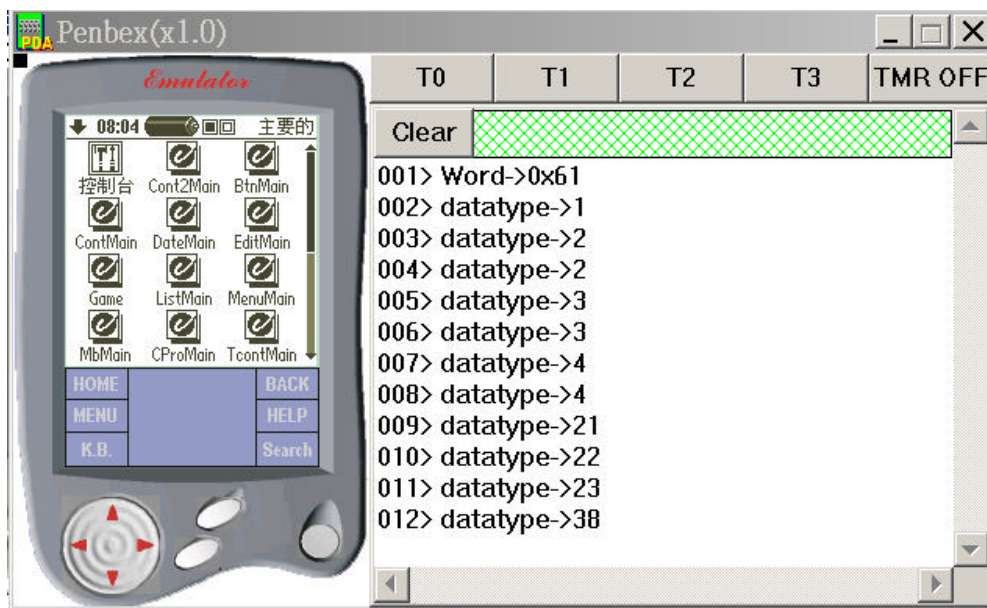 PDA Penbex(x1.0)
Emulator
T0 T1 T2 T3 TMR OFF
08:04 主要的
控制台 Cont2Main BtnMain
ContMain DateMain EditMain
Game ListMain MenuMain
MbMain CProMain TcontMain
HOME BACK
MENU HELP
K.B. Search
Clear
001> Word->0x61
002> datatype->1
003> datatype->2
004> datatype->2
005> datatype->3
006> datatype->3
007> datatype->4
008> datatype->4
009> datatype->21
010> datatype->22
011> datatype->23
012> datatype->38